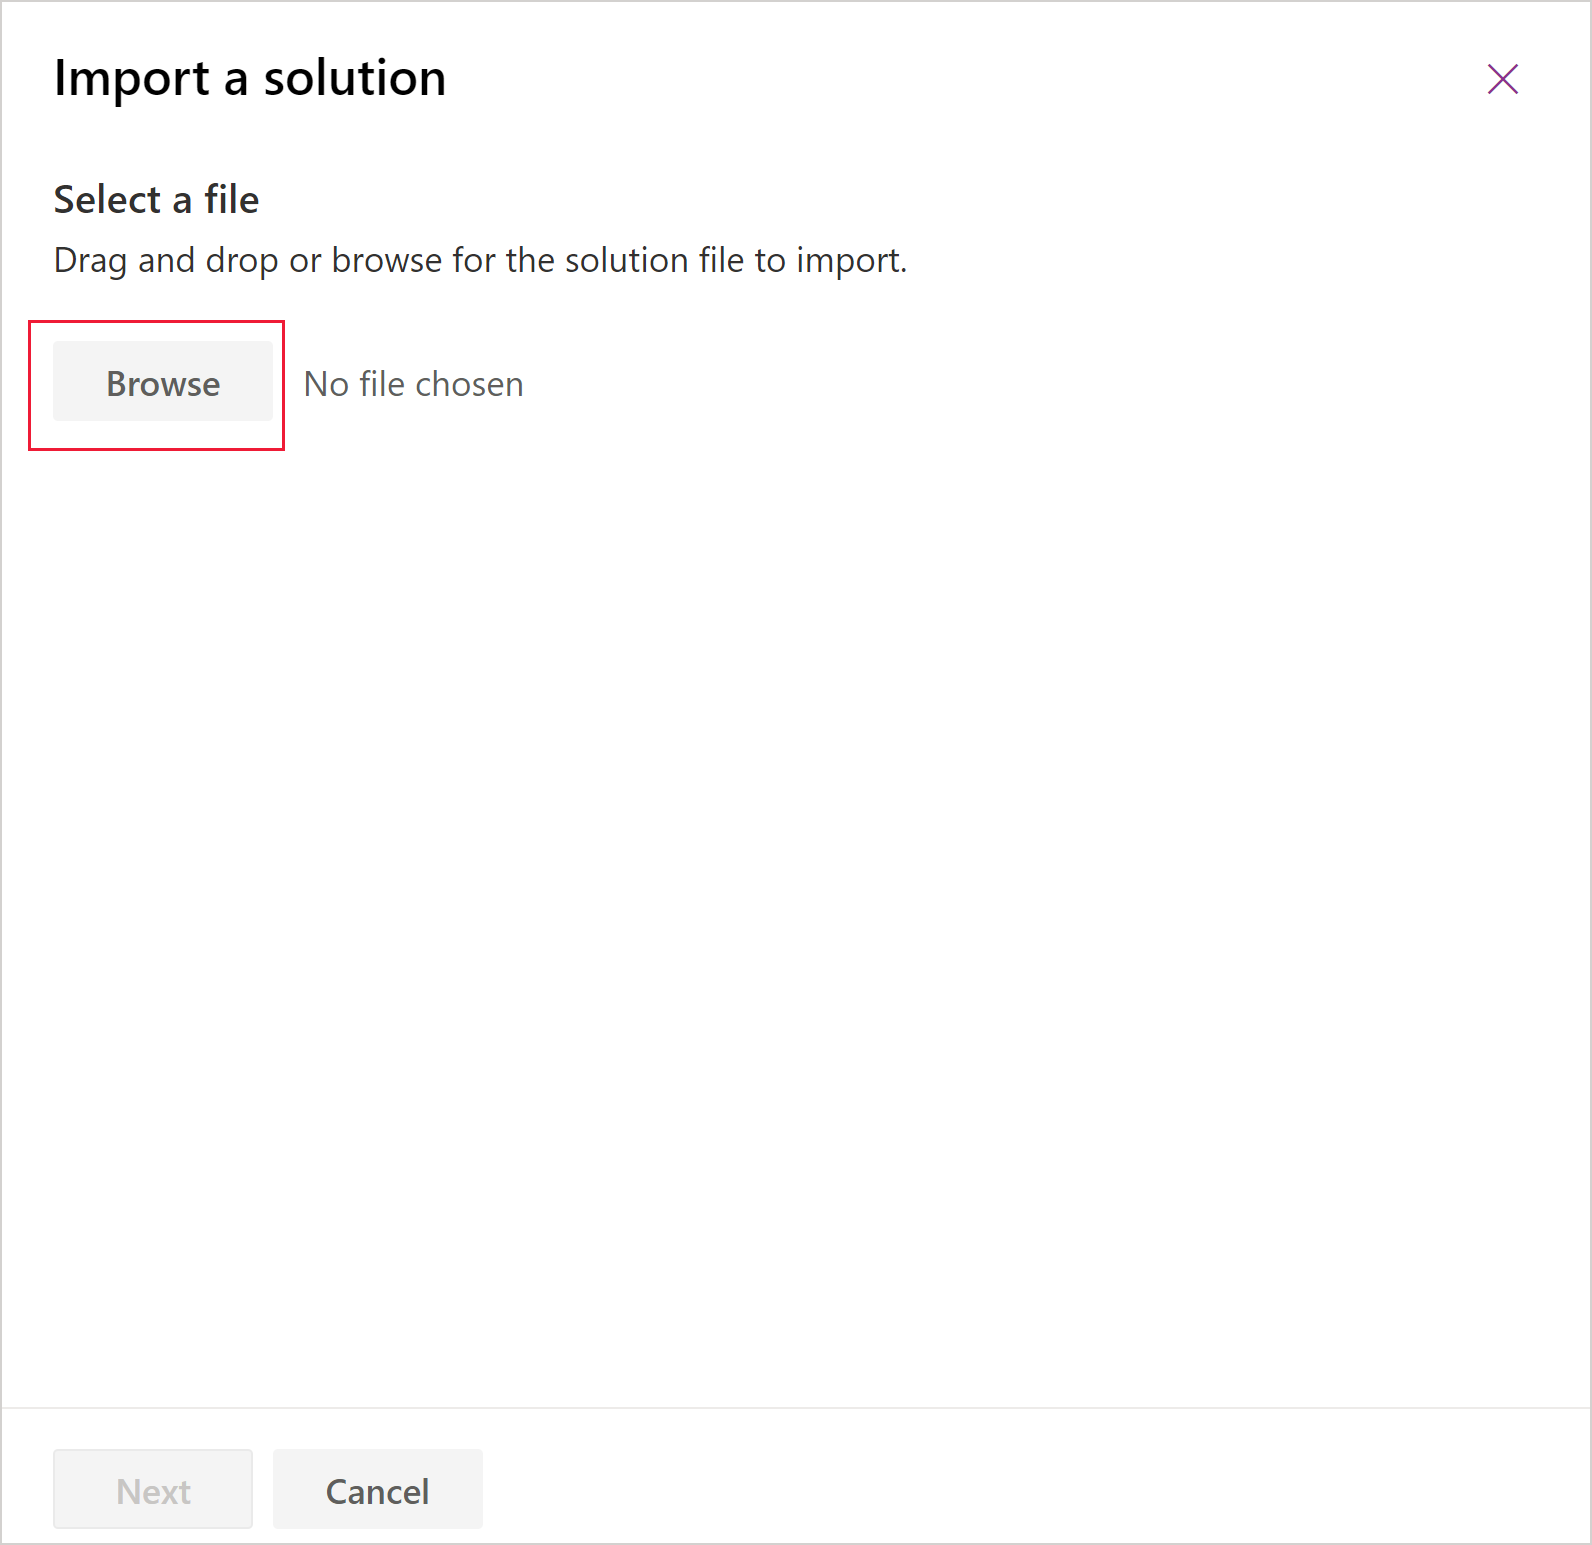 Import a solution
Select a file
Drag and drop or browse for the solution file to import.
Browse No file chosen
Next Cancel